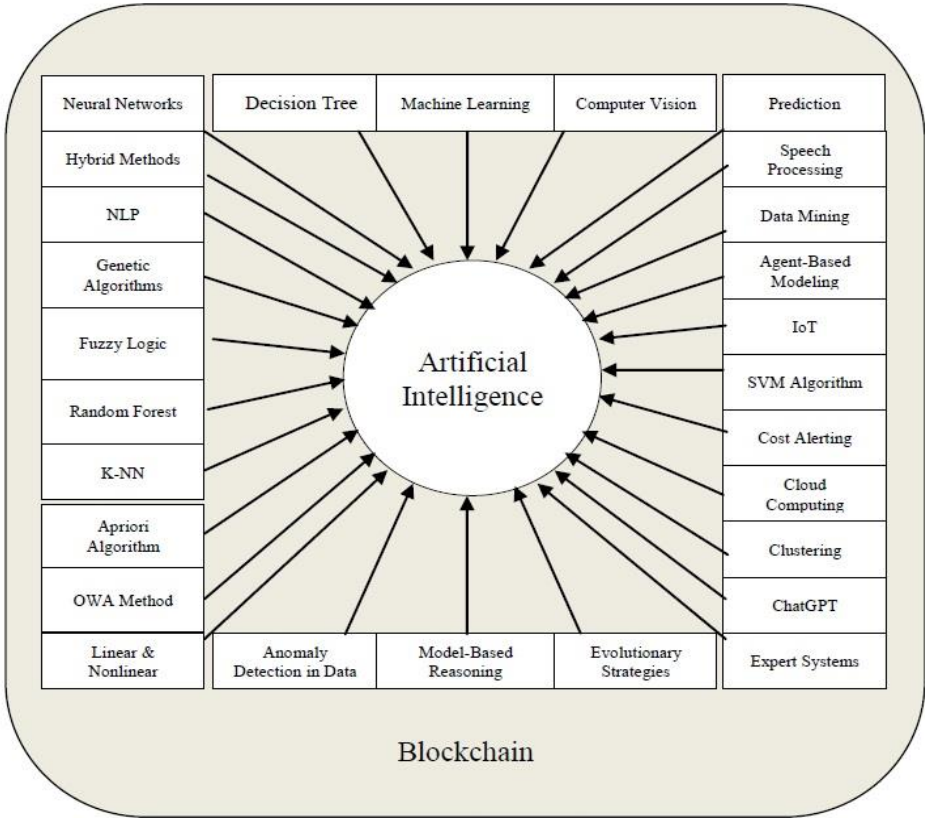 Neural Networks
Decision Tree
Machine Learning
Computer Vision
Prediction
Hybrid Methods
NLP
Genetic
Algorithms
Fuzzy Logic
Random Forest
K-NN
Apriori
Algorithm
OWA Method
Linear &
Nonlinear
Artificial
Intelligence
Speech
Processing
Data Mining
Agent-Based
Modeling
IoT
SVM Algorithm
Cost Alerting
Cloud
Computing
Clustering
ChatGPT
Expert Systems
Anomaly
Detection in Data
Model-Based
Reasoning
Evolutionary
Strategies
Blockchain